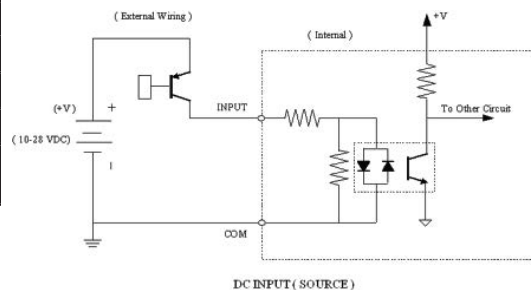 ( External Wiring )
+V
( Internal )
(+V)
+
INPUT
To Other Circuit
( 10-28 VDC)
–
COM
DC INPUT ( SOURCE )